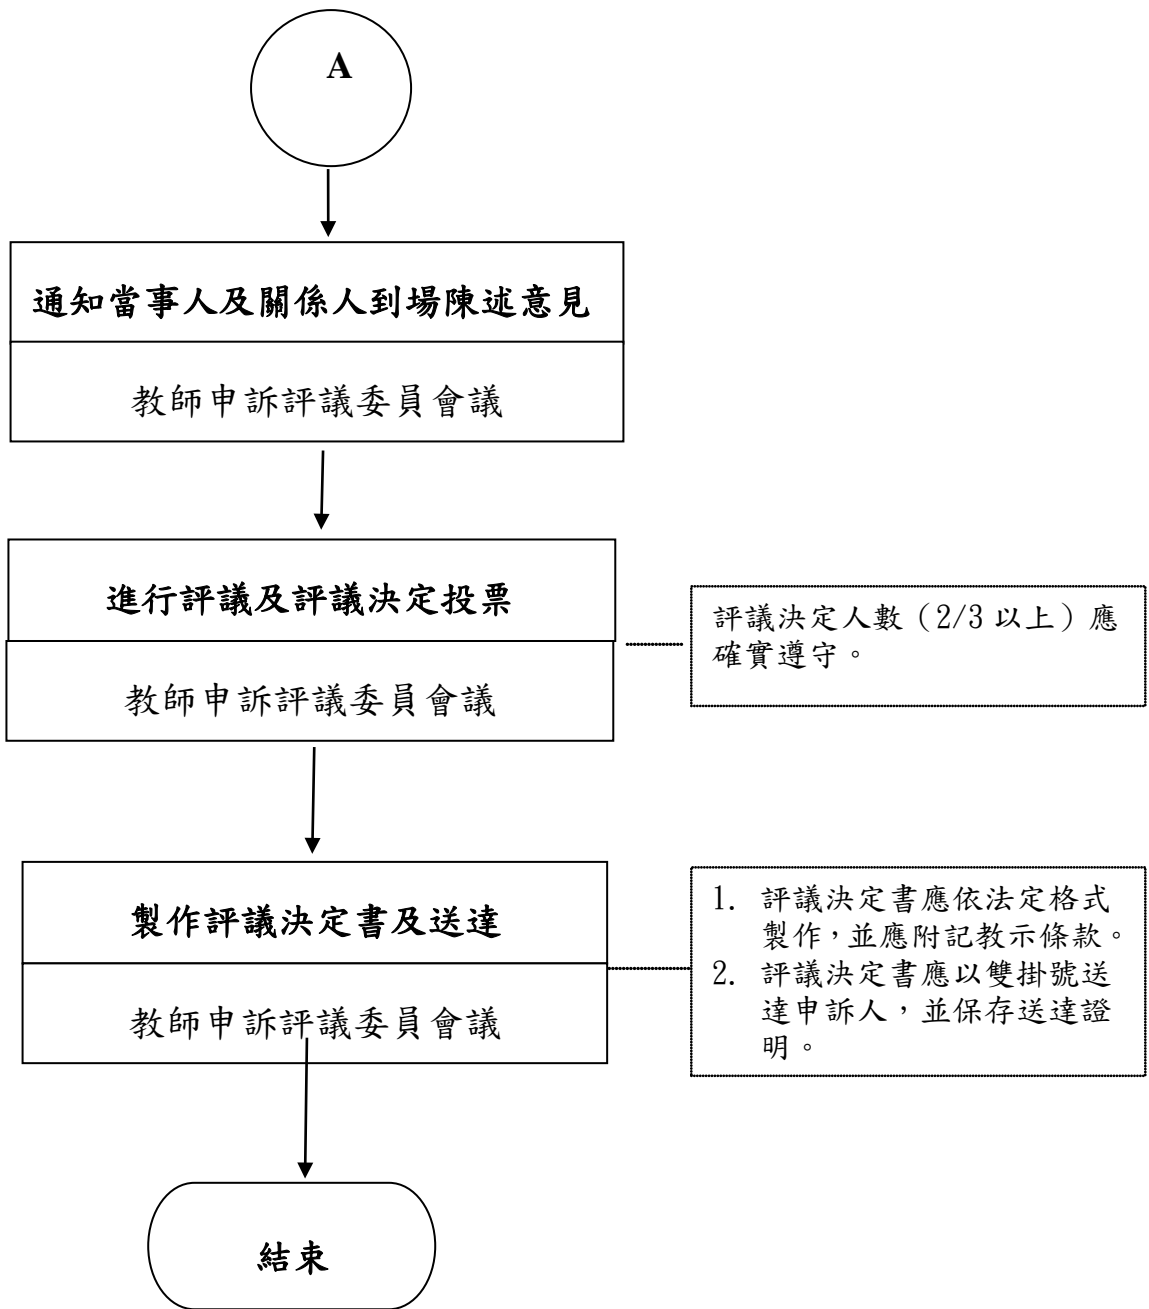 A
通知當事人及關係人到場陳述意見
教師申訴評議委員會議
進行評議及評議決定投票
教師申訴評議委員會議
評議決定人數（2/3 以上）應
確實遵守。
製作評議決定書及送達
教師申訴評議委員會議
1. 評議決定書應依法定格式
製作，並應附記教示條款。
2. 評議決定書應以雙掛號送
達申訴人，並保存送達證
明。
結束